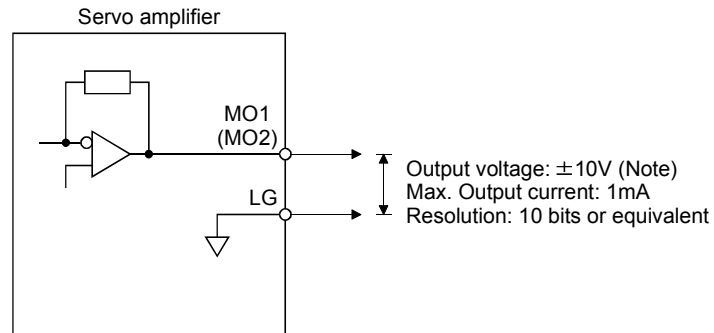 Servo amplifier
MO1
(MO2)
LG
Output voltage: ±10V (Note)
Max. Output current: 1mA
Resolution: 10 bits or equivalent